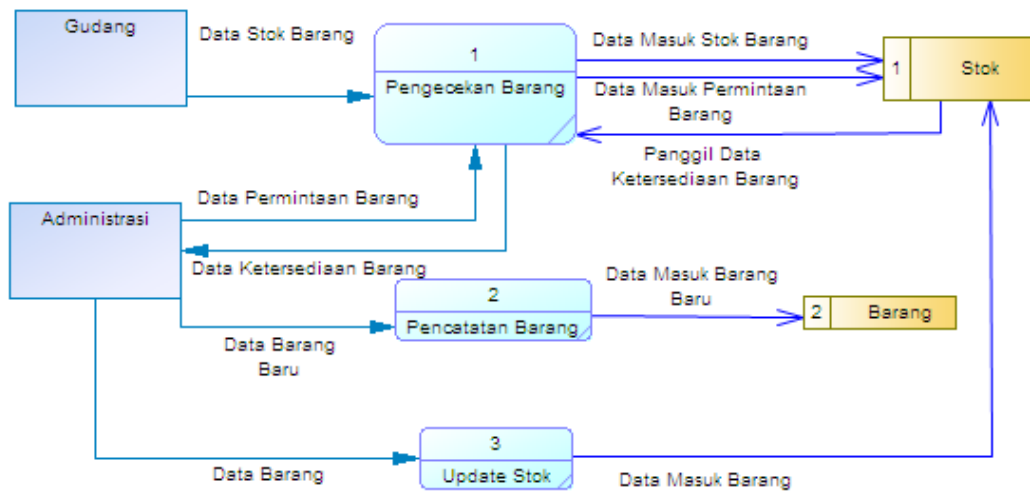 Gudang
Data Stok Barang
1
Pengecekan Barang
Data Masuk Stok Barang
Data Masuk Permintaan
Barang
1
Stok
Panggil Data
Ketersediaan Barang
Data Permintaan Barang
Administrasi
Data Ketersediaan Barang
2
Pencatatan Barang
Data Masuk Barang
Baru
2
Barang
Data Barang
Baru
3
Update Stok
Data Barang
Data Masuk Barang